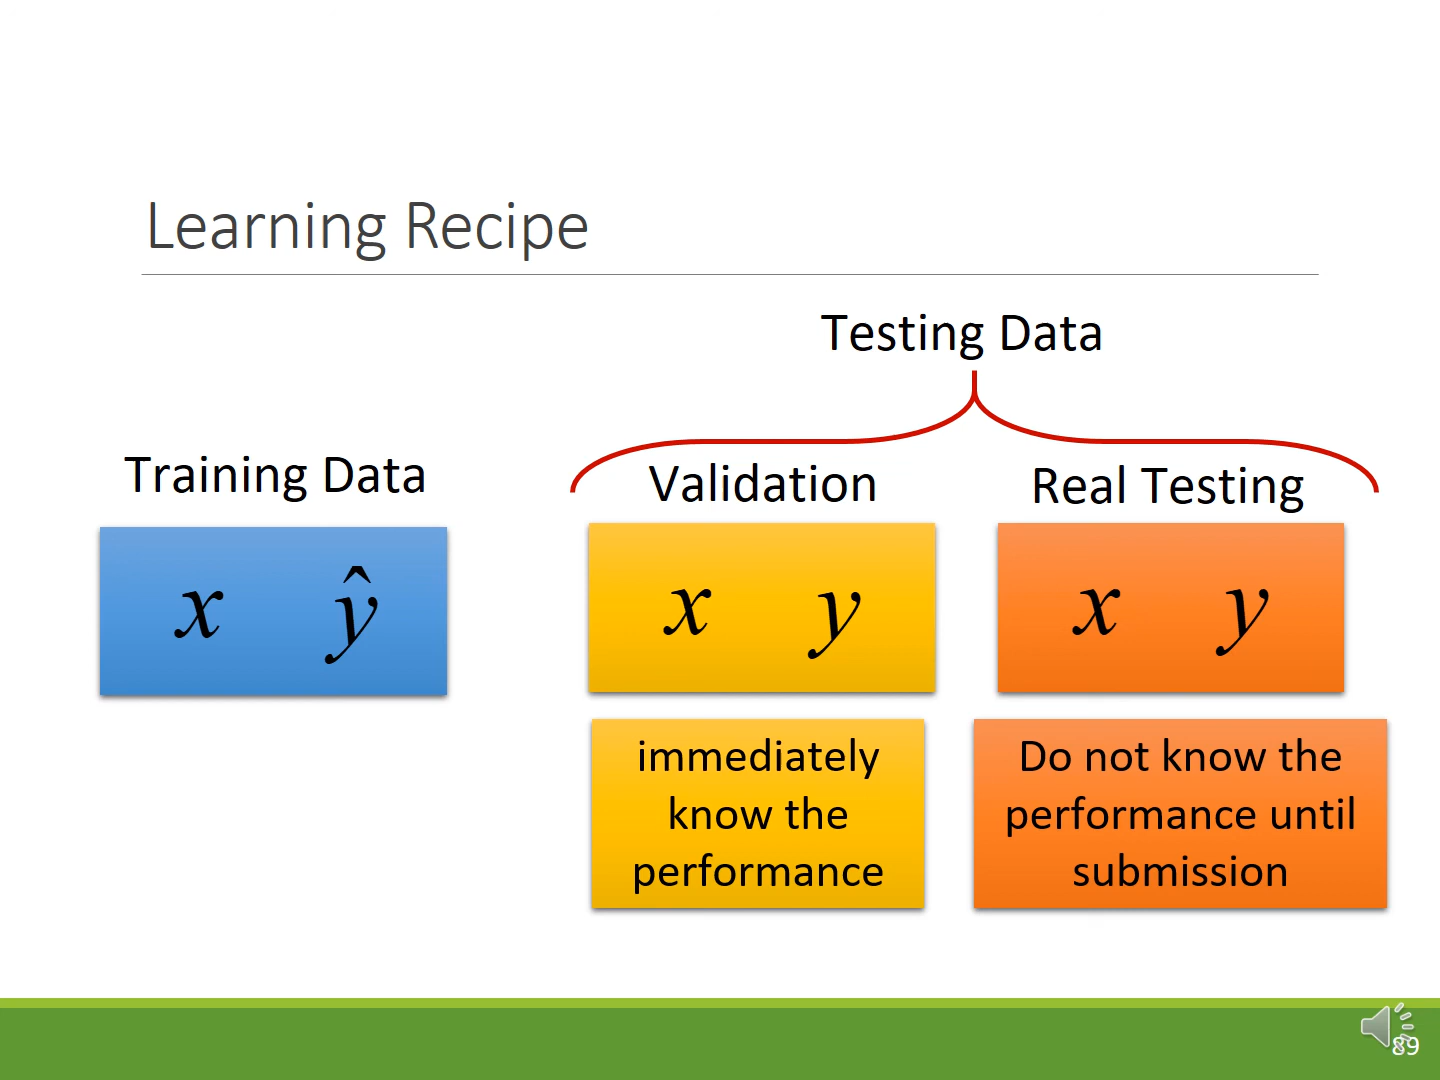 Learning Recipe
Testing Data
Training Data
Validation
Real Testing
x ŷ
x y
x y
immediately
know the
performance
Do not know the
performance until
submission
89